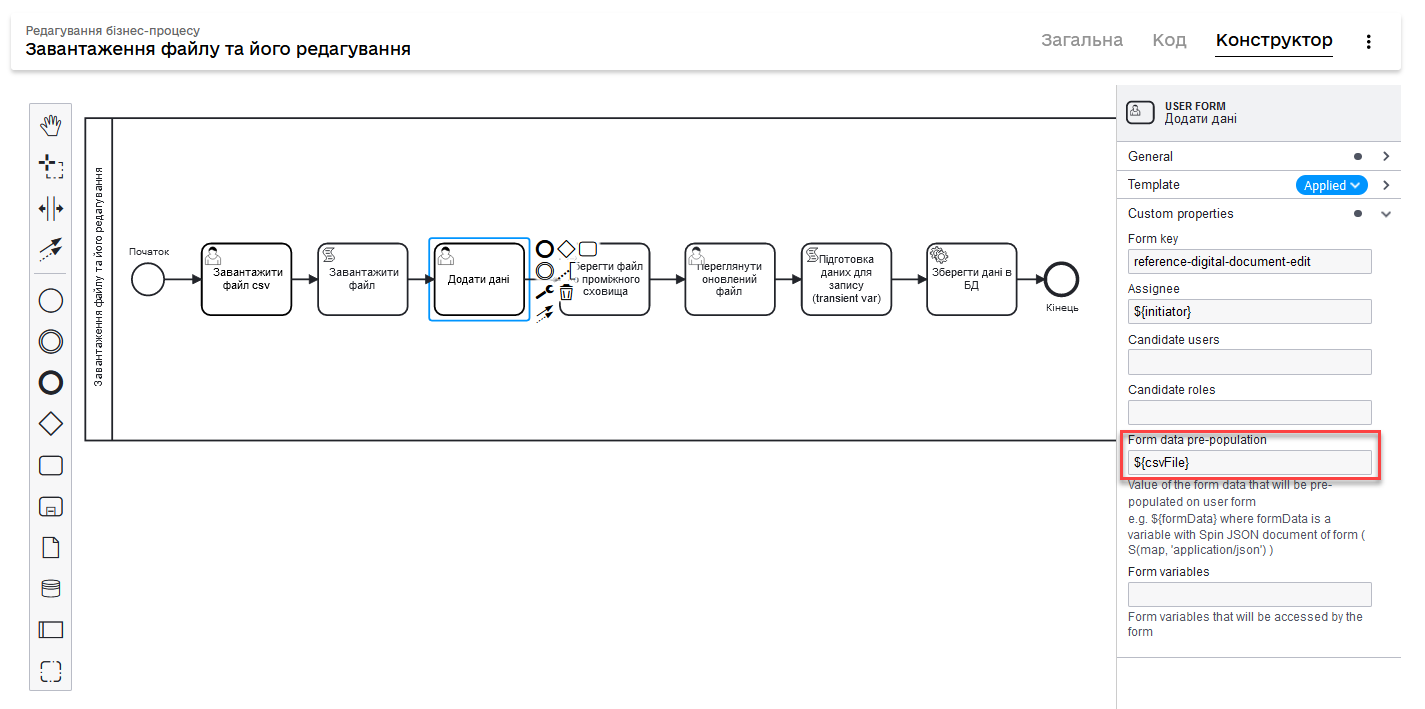 Редагування бізнес-процесу
Завантаження файлу та його редагування
Загальна
Код
Конструктор
Завантаження файлу та його редагування
Початок
Завантажити
файл csv
Завантажити
файл
Додати дані
берегти файл
проміжного
сховища
Переглянути
оновлений
файл
Підготовка
даних для
запису
(transient var)
Зберегти дані в
БД
Кінець
USER FORM
Додати дані
General
Template
Applied
Custom properties
Form key
reference-digital-document-edit
Assignee
${initiator}
Candidate users
Candidate roles
Form data pre-population
${csvFile}
Value of the form data that will be pre-
populated on user form
e.g. ${formData} where formData is a
variable with Spin JSON document of form (
S(map, 'application/json') )
Form variables
Form variables that will be accessed by the
form